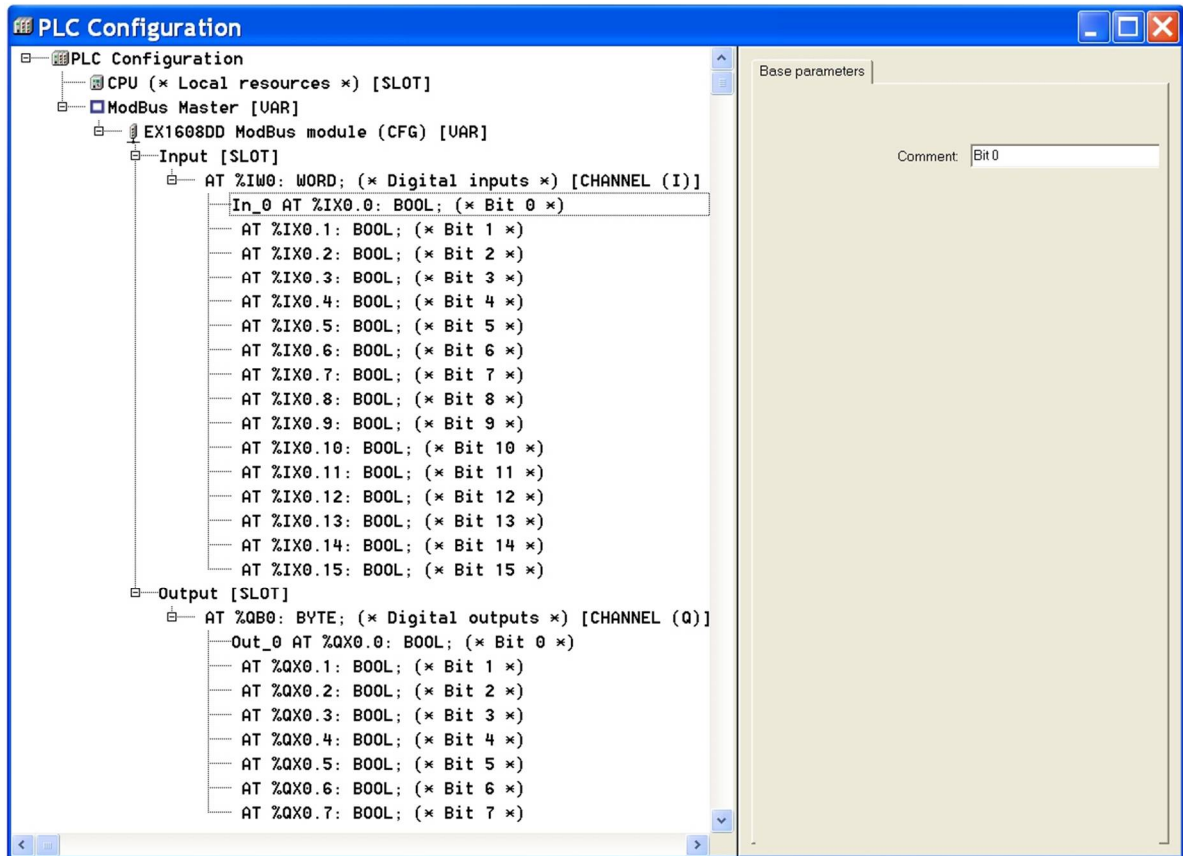 PLC Configuration
PLC Configuration
CPU (* Local resources *) [SLOT]
ModBus Master [VAR]
EX1608DD ModBus module (CFG) [VAR]
Input [SLOT]
AT %IW0: WORD; (* Digital inputs *) [CHANNEL (I)]
In_0 AT %IX0.0: BOOL; (* Bit 0 *)
AT %IX0.1: BOOL; (* Bit 1 *)
AT %IX0.2: BOOL; (* Bit 2 *)
AT %IX0.3: BOOL; (* Bit 3 *)
AT %IX0.4: BOOL; (* Bit 4 *)
AT %IX0.5: BOOL; (* Bit 5 *)
AT %IX0.6: BOOL; (* Bit 6 *)
AT %IX0.7: BOOL; (* Bit 7 *)
AT %IX0.8: BOOL; (* Bit 8 *)
AT %IX0.9: BOOL; (* Bit 9 *)
AT %IX0.10: BOOL; (* Bit 10 *)
AT %IX0.11: BOOL; (* Bit 11 *)
AT %IX0.12: BOOL; (* Bit 12 *)
AT %IX0.13: BOOL; (* Bit 13 *)
AT %IX0.14: BOOL; (* Bit 14 *)
AT %IX0.15: BOOL; (* Bit 15 *)
Output [SLOT]
AT %QB0: BYTE; (* Digital outputs *) [CHANNEL (Q)]
Out_0 AT %QX0.0: BOOL; (* Bit 0 *)
AT %QX0.1: BOOL; (* Bit 1 *)
AT %QX0.2: BOOL; (* Bit 2 *)
AT %QX0.3: BOOL; (* Bit 3 *)
AT %QX0.4: BOOL; (* Bit 4 *)
AT %QX0.5: BOOL; (* Bit 5 *)
AT %QX0.6: BOOL; (* Bit 6 *)
AT %QX0.7: BOOL; (* Bit 7 *)
Base parameters
Comment: Bit 0